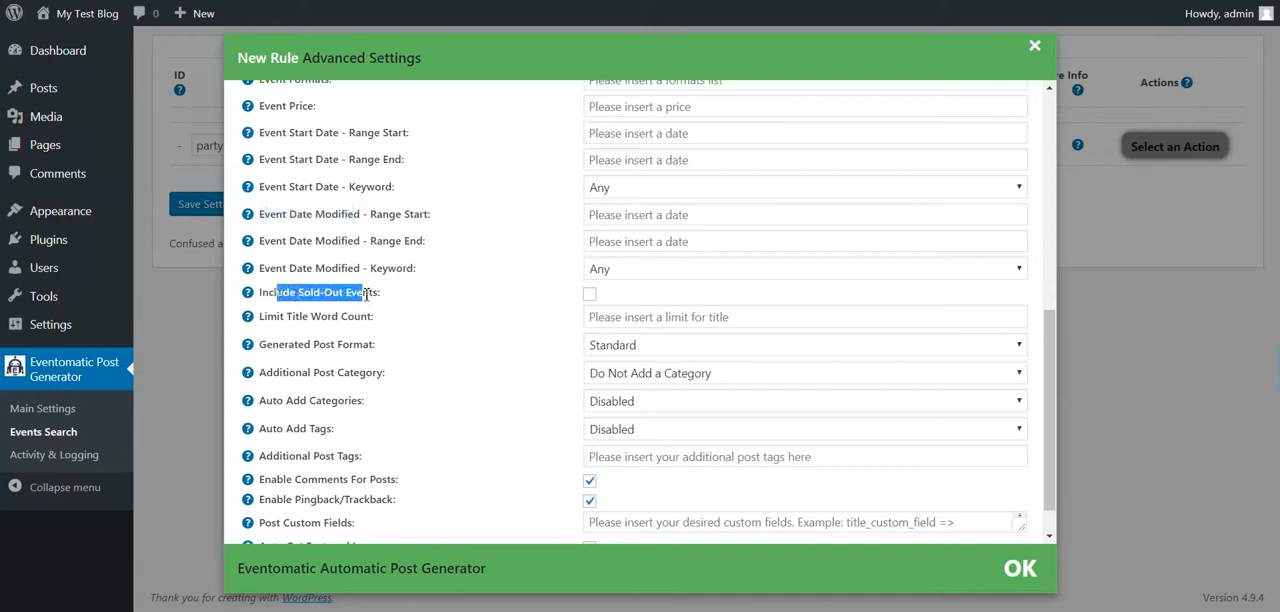 My Test Blog
0
New
Howdy, admin
Dashboard
Posts
Media
Pages
Comments
Appearance
Plugins
Users
Tools
Settings
Eventomatic Post
Generator
Main Settings
Events Search
Activity & Logging
Collapse menu
ID
Info
Actions
-
party
Select an Action
Save Sett
Confused a
New Rule Advanced Settings
Event Formats:
Please insert a formats list
Event Price:
Please insert a price
Event Start Date - Range Start:
Please insert a date
Event Start Date - Range End:
Please insert a date
Event Start Date - Keyword:
Any
Event Date Modified - Range Start:
Please insert a date
Event Date Modified - Range End:
Please insert a date
Event Date Modified - Keyword:
Any
Include Sold-Out Events:
Limit Title Word Count:
Please insert a limit for title
Generated Post Format:
Standard
Additional Post Category:
Do Not Add a Category
Auto Add Categories:
Disabled
Auto Add Tags:
Disabled
Additional Post Tags:
Please insert your additional post tags here
Enable Comments For Posts:
Enable Pingback/Trackback:
Post Custom Fields:
Please insert your desired custom fields. Example: title_custom_field =>
Eventomatic Automatic Post Generator
OK
Thank you for creating with WordPress.
Version 4.9.4